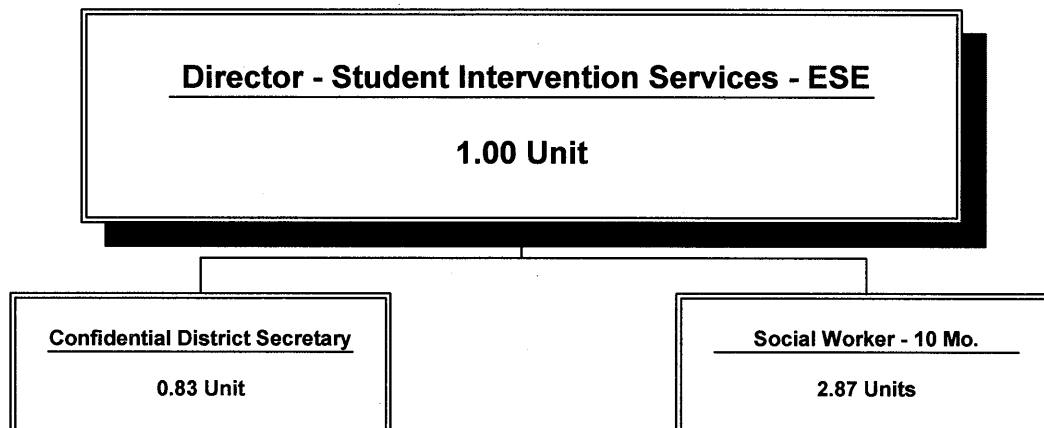 Director - Student Intervention Services - ESE
1.00 Unit
Confidential District Secretary
0.83 Unit
Social Worker - 10 Mo.
2.87 Units